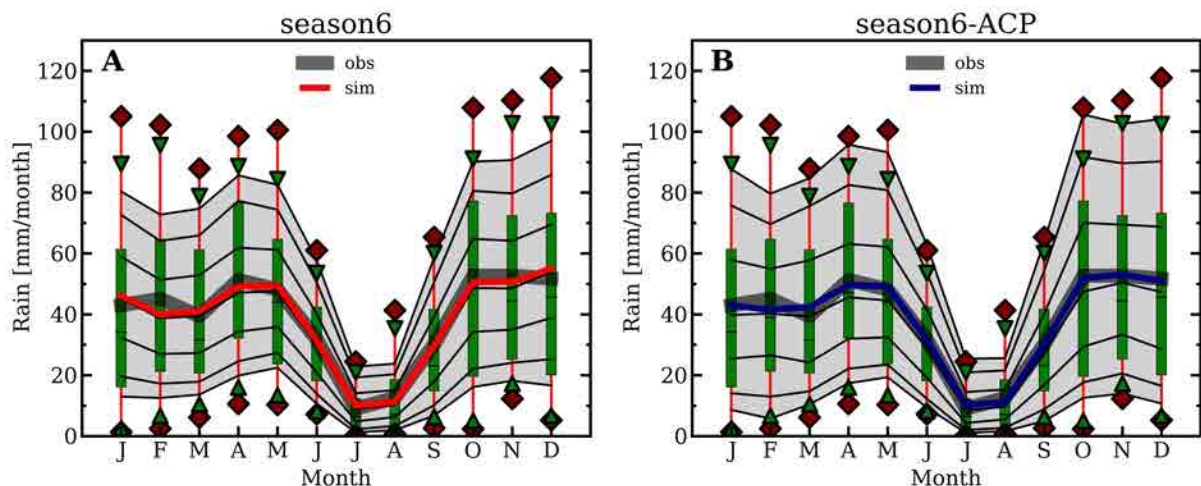 season6
A
obs
sim
Rain [mm/month]
120
100
80
60
40
20
0
J F M A M J J A S O N D
Month
season6-ACP
B
obs
sim
Rain [mm/month]
120
100
80
60
40
20
0
J F M A M J J A S O N D
Month